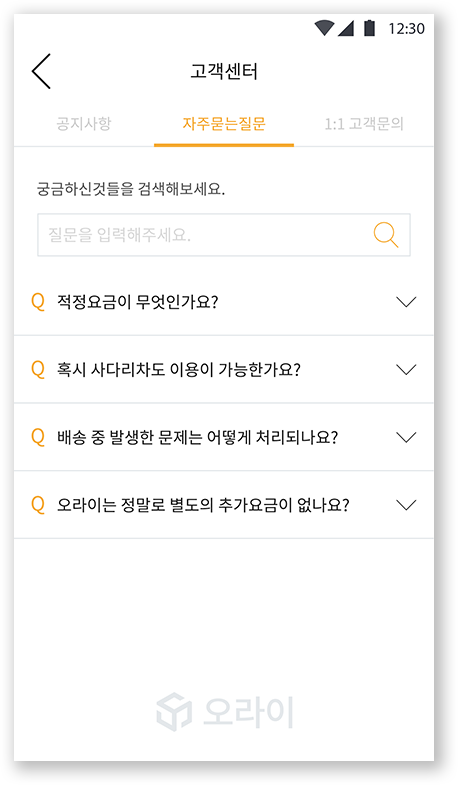 12:30
고객센터
공지사항 자주묻는질문 1:1 고객문의
궁금하신것들을 검색해보세요.
질문을 입력해주세요.
Q 적정요금이 무엇인가요?
Q 혹시 사다리차도 이용이 가능한가요?
Q 배송 중 발생한 문제는 어떻게 처리되나요?
Q 오라이는 정말로 별도의 추가요금이 없나요?
오라이